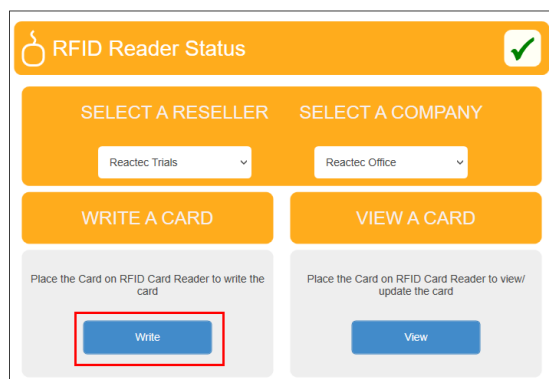 RFID Reader Status
SELECT A RESELLER
SELECT A COMPANY
Reactec Trials
Reactec Office
WRITE A CARD
VIEW A CARD
Place the Card on RFID Card Reader to write the
card
Place the Card on RFID Card Reader to view/
update the card
Write
View